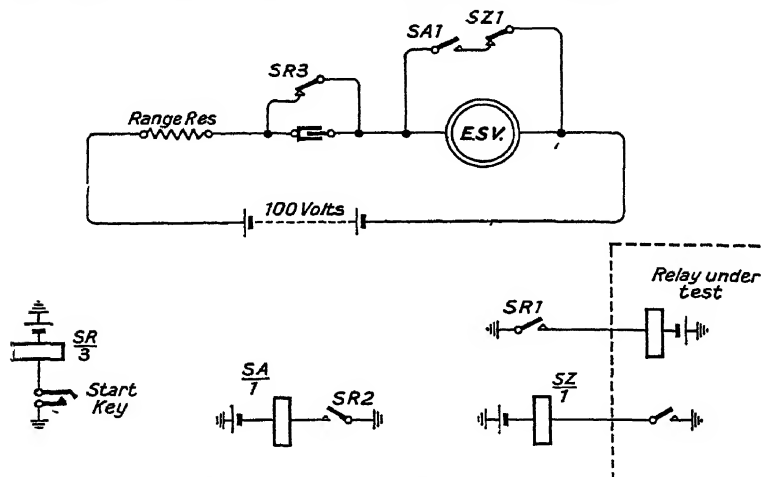 SA1
SZ1
SR3
Range Res
E.S.V.
100 Volts
Relay under
test
SR1
SR
3
Start
Key
SA
1
SR2
SZ
1